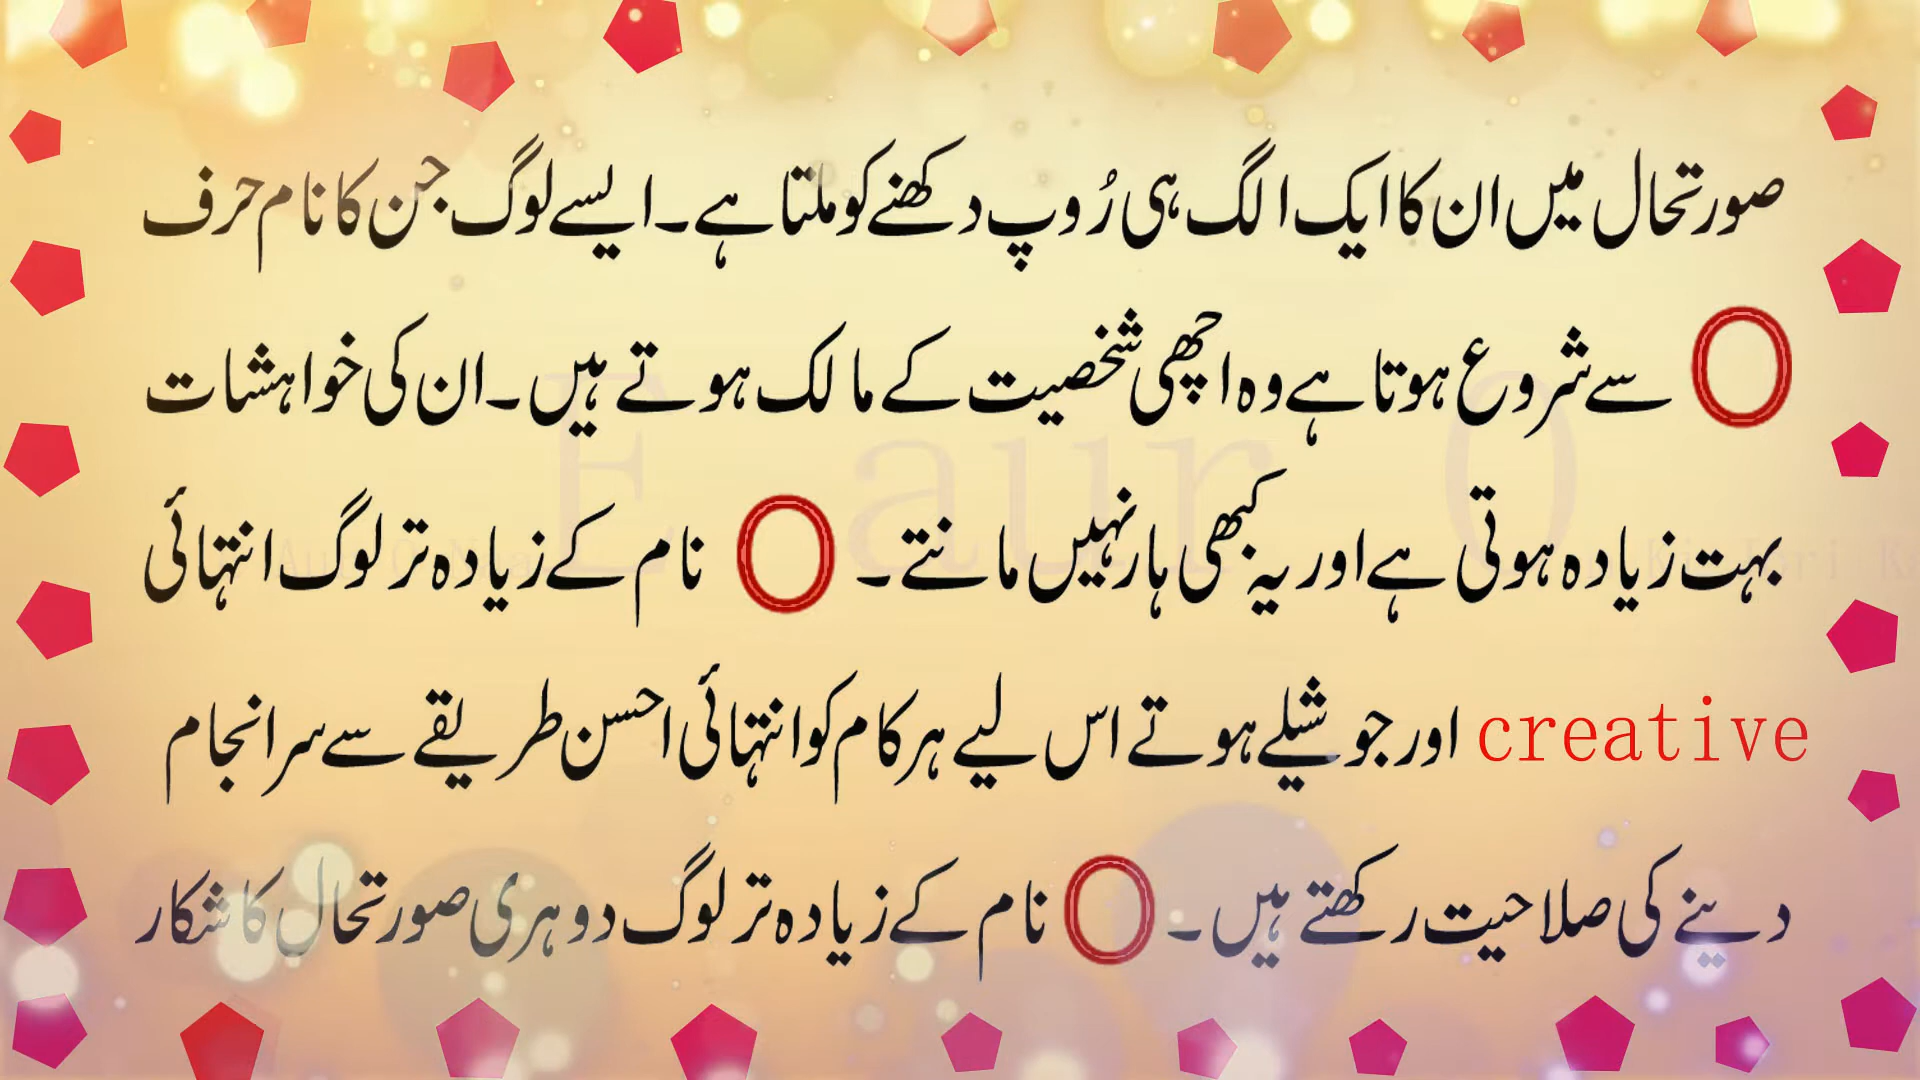 صورتحال میں ان کا ایک الگ ہی رُوپ دکھنے کو ملتا ہے۔ ایسے لوگ جن کا نام حرف
O سے شروع ہوتا ہے وہ اچھی شخصیت کے مالک ہوتے ہیں۔ ان کی خواہشات
بہت زیادہ ہوتی ہے اور یہ کبھی ہار نہیں مانتے۔ O نام کے زیادہ تر لوگ انتہائی
creative اور جوشیلے ہوتے اس لیے ہر کام کو انتہائی احسن طریقے سے سرانجام
دینے کی صلاحیت رکھتے ہیں۔ O نام کے زیادہ تر لوگ دوہری صورتحال کا شکار
E aur O